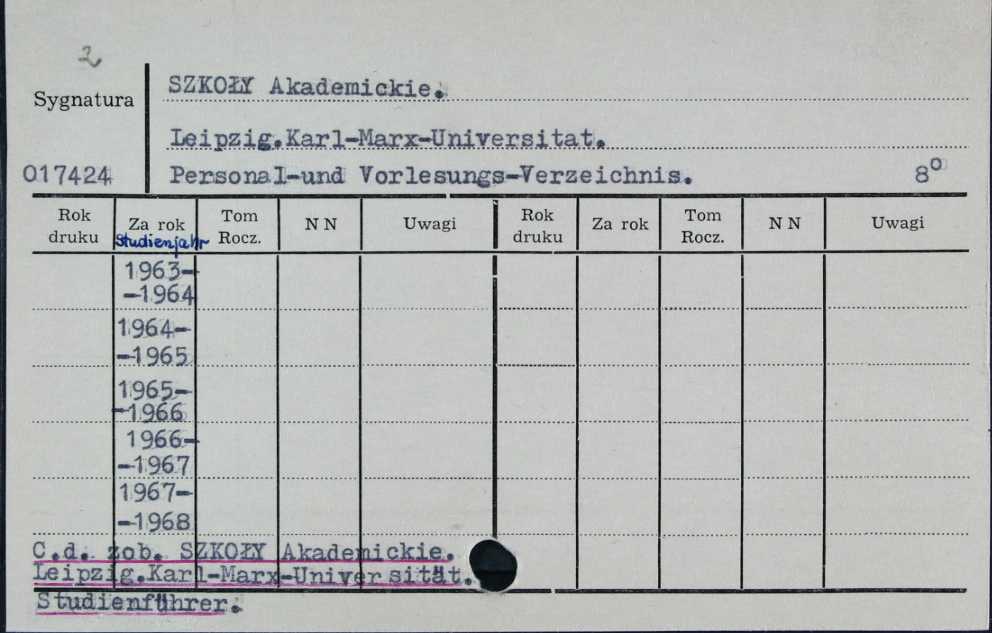 2
Sygnatura
SZKOŁY Akademickie.
Leipzig.Karl-Marx-Universitat.
017424
Personal-und Vorlesungs-Verzeichnis. 8°
Rok druku Za rok Tom Rocz. N N Uwagi Rok druku Za rok Tom Rocz. N N Uwagi
Studienjahr
1963-
-1964
1964-
-1965
1965-
-1966
1966-
-1967
1967-
-1968
C.d. zob. SZKOŁY Akademickie.
Leipzig.Karl-Marx-Universität.
Studienführer.